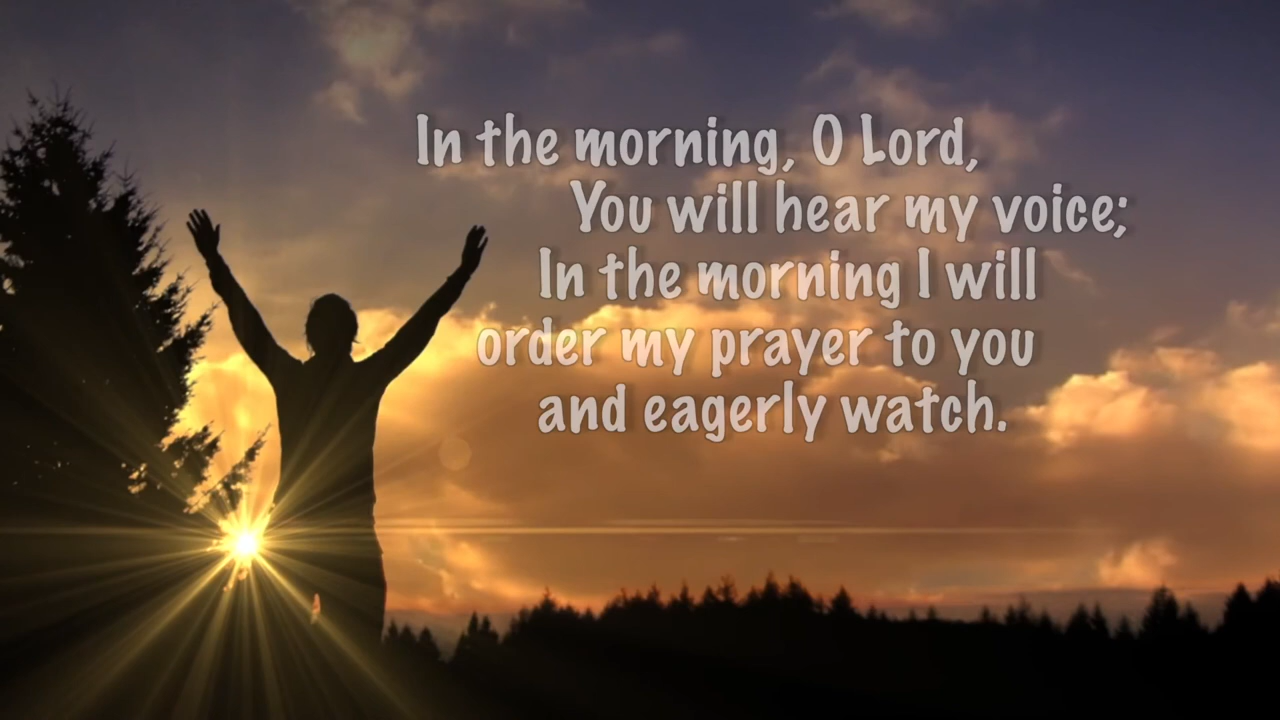 In the morning, O Lord,
You will hear my voice;
In the morning I will
order my prayer to you
and eagerly watch.